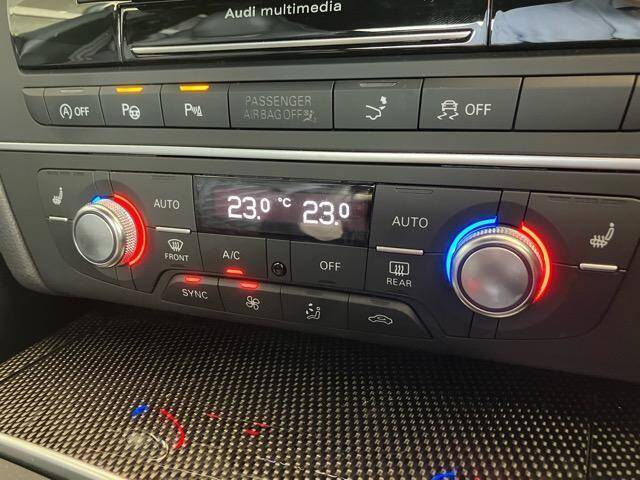 Audi multimedia
A OFF
P
P
PASSENGER
AIRBAG OFF
OFF
AUTO
23.0 °C 23.0
AUTO
FRONT
A/C
OFF
REAR
SYNC